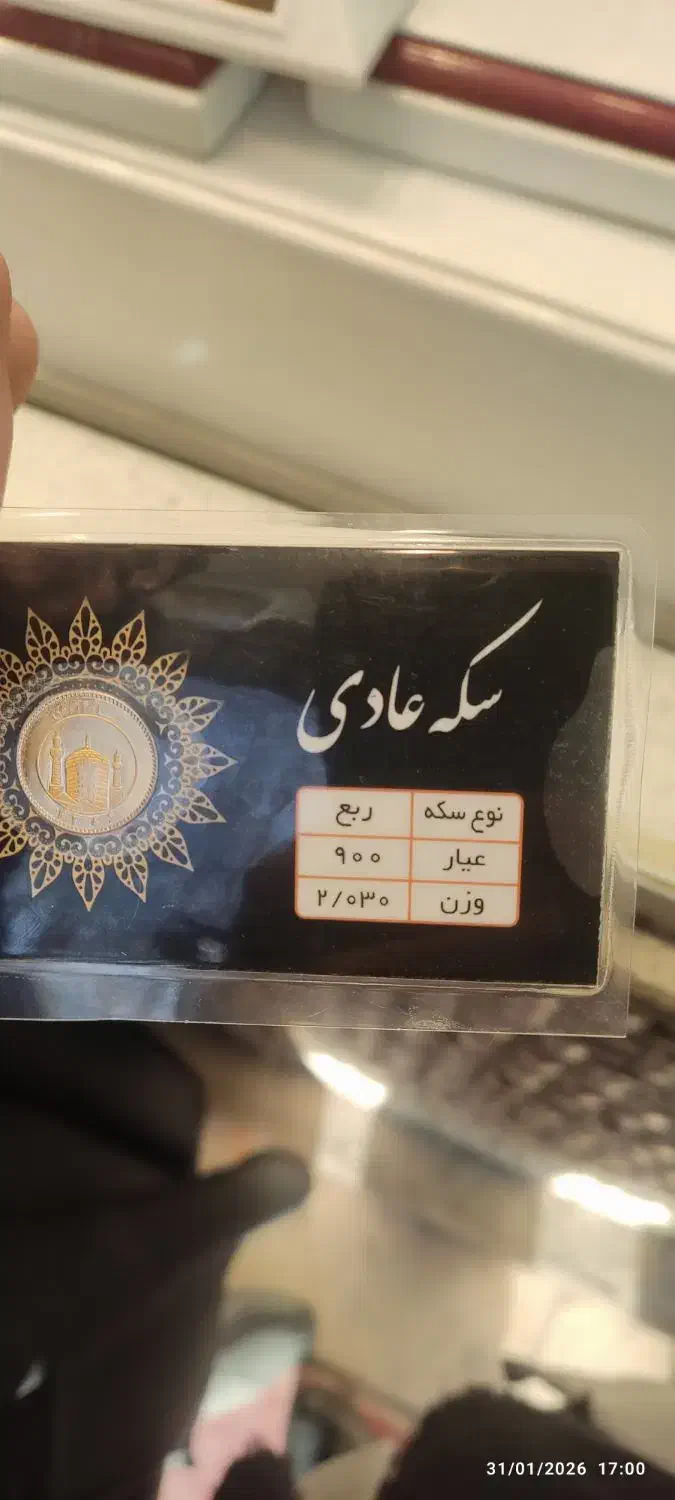 سکه عادی
نوع سکه ربع
عیار ۹۰۰
وزن ۲/۰۳۰
31/01/2026 17:00